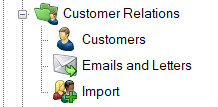 Customer Relations
Customers
Emails and Letters
Import